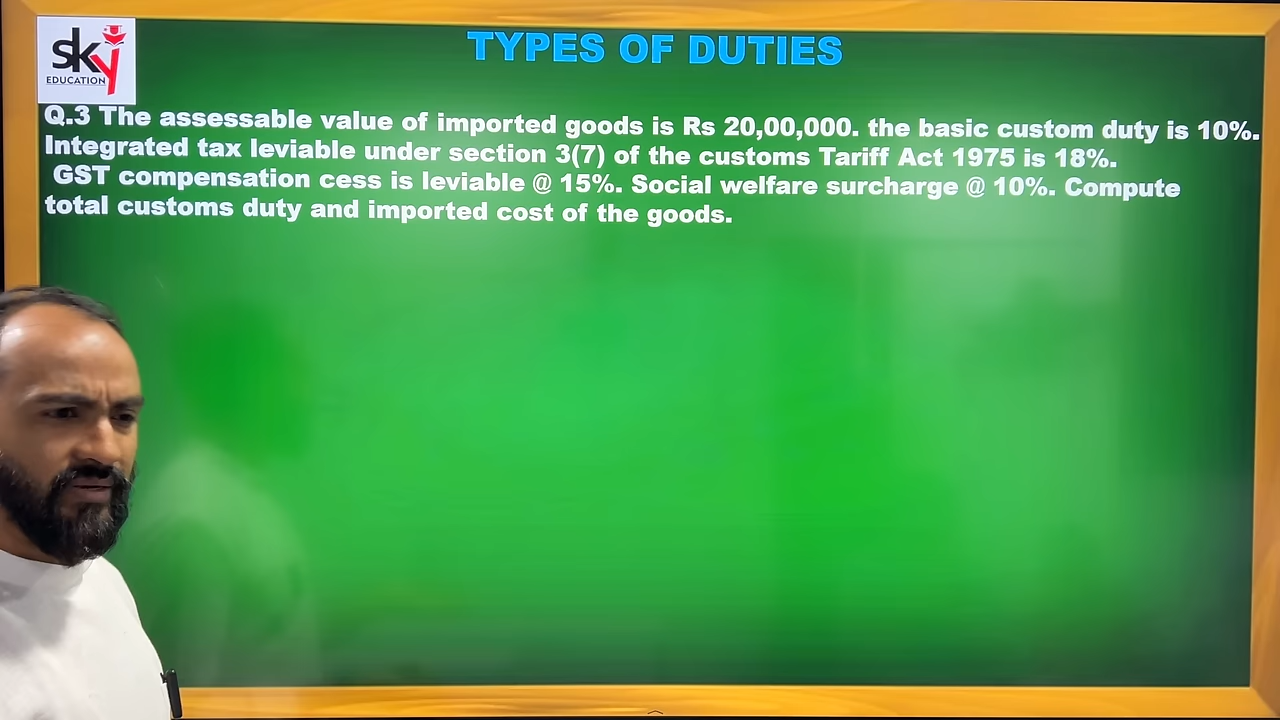 sky
EDUCATION
TYPES OF DUTIES
Q.3 The assessable value of imported goods is Rs 20,00,000. the basic custom duty is 10%.
Integrated tax leviable under section 3(7) of the customs Tariff Act 1975 is 18%.
GST compensation cess is leviable @ 15%. Social welfare surcharge @ 10%. Compute
total customs duty and imported cost of the goods.